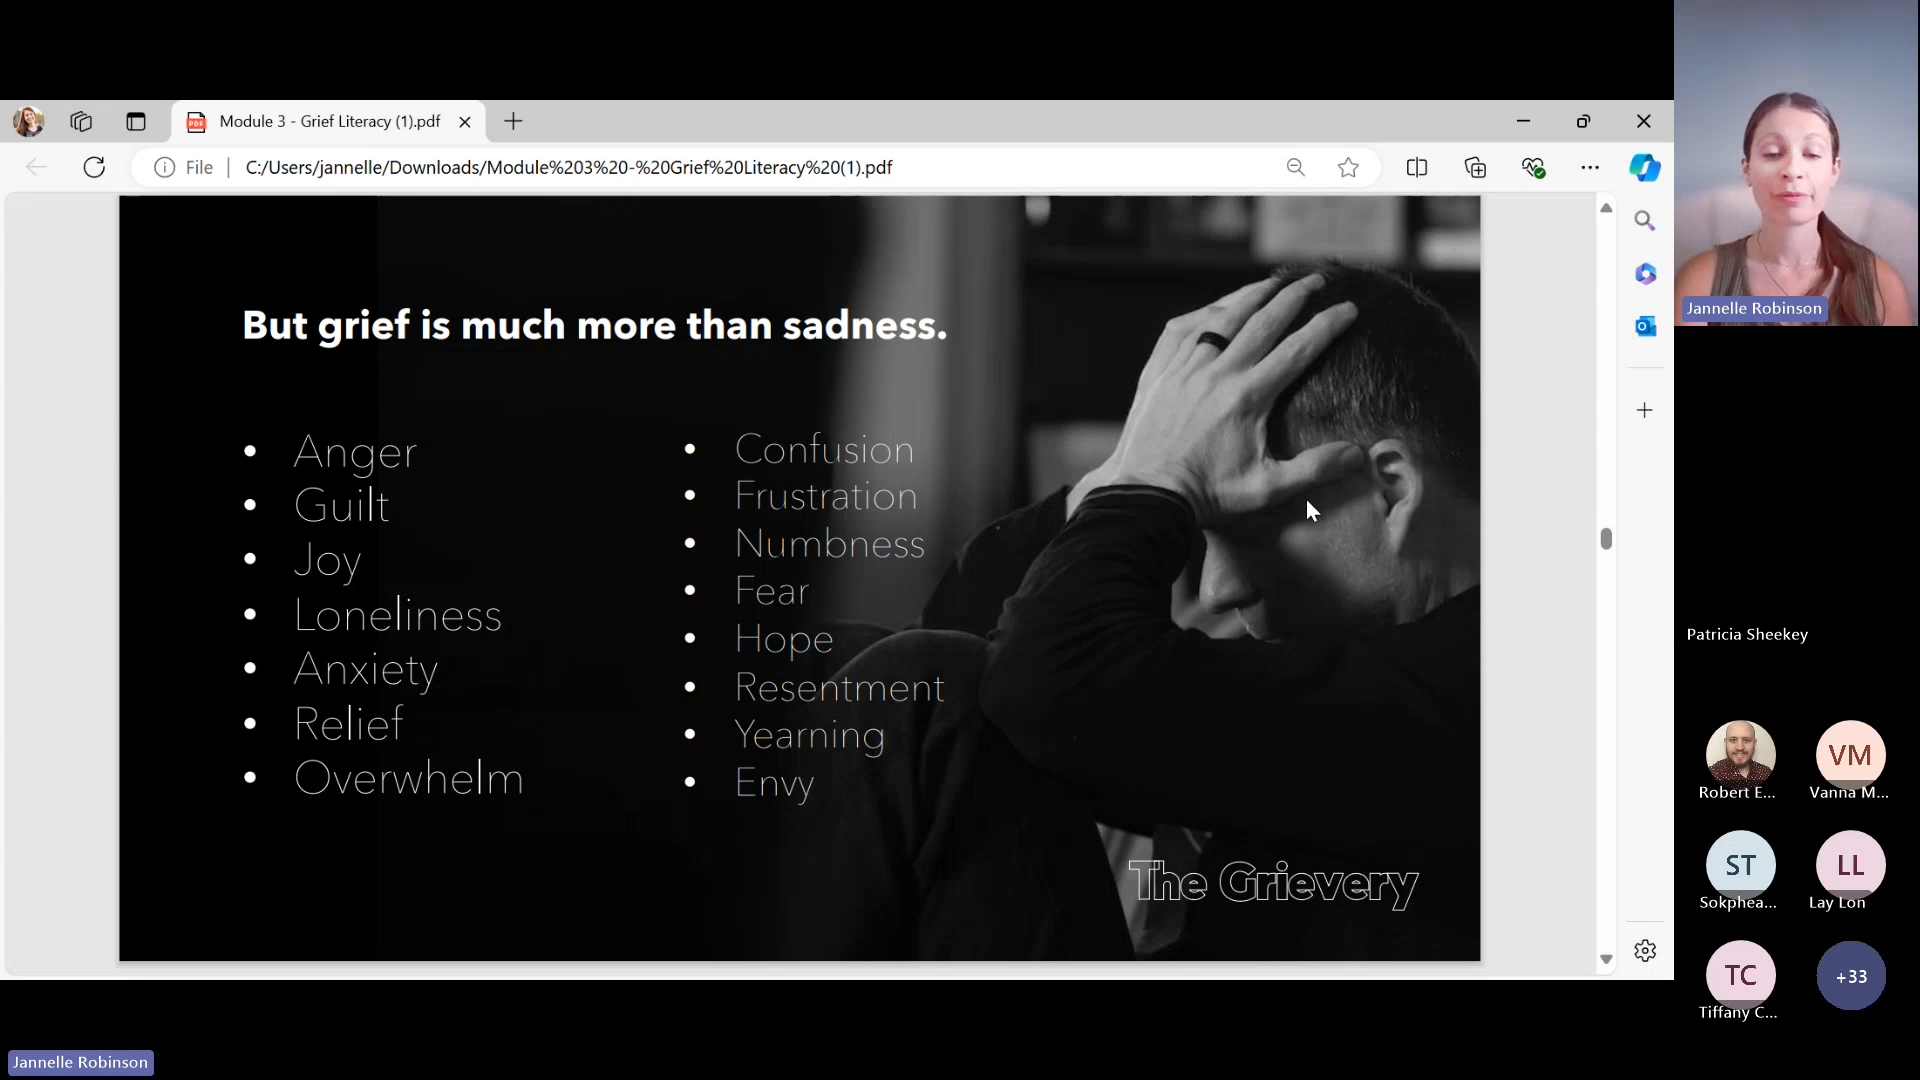 Module 3 - Grief Literacy (1).pdf
File
C:/Users/jannelle/Downloads/Module%203%20-%20Grief%20Literacy%20(1).pdf
But grief is much more than sadness.
• Anger
• Guilt
• Joy
• Loneliness
• Anxiety
• Relief
• Overwhelm
• Confusion
• Frustration
• Numbness
• Fear
• Hope
• Resentment
• Yearning
• Envy
The Grievery
Jannelle Robinson
Patricia Sheekey
Robert E...
VM
Vanna M...
ST
Sokphea...
LL
Lay Lon
TC
Tiffany C...
+33
Jannelle Robinson